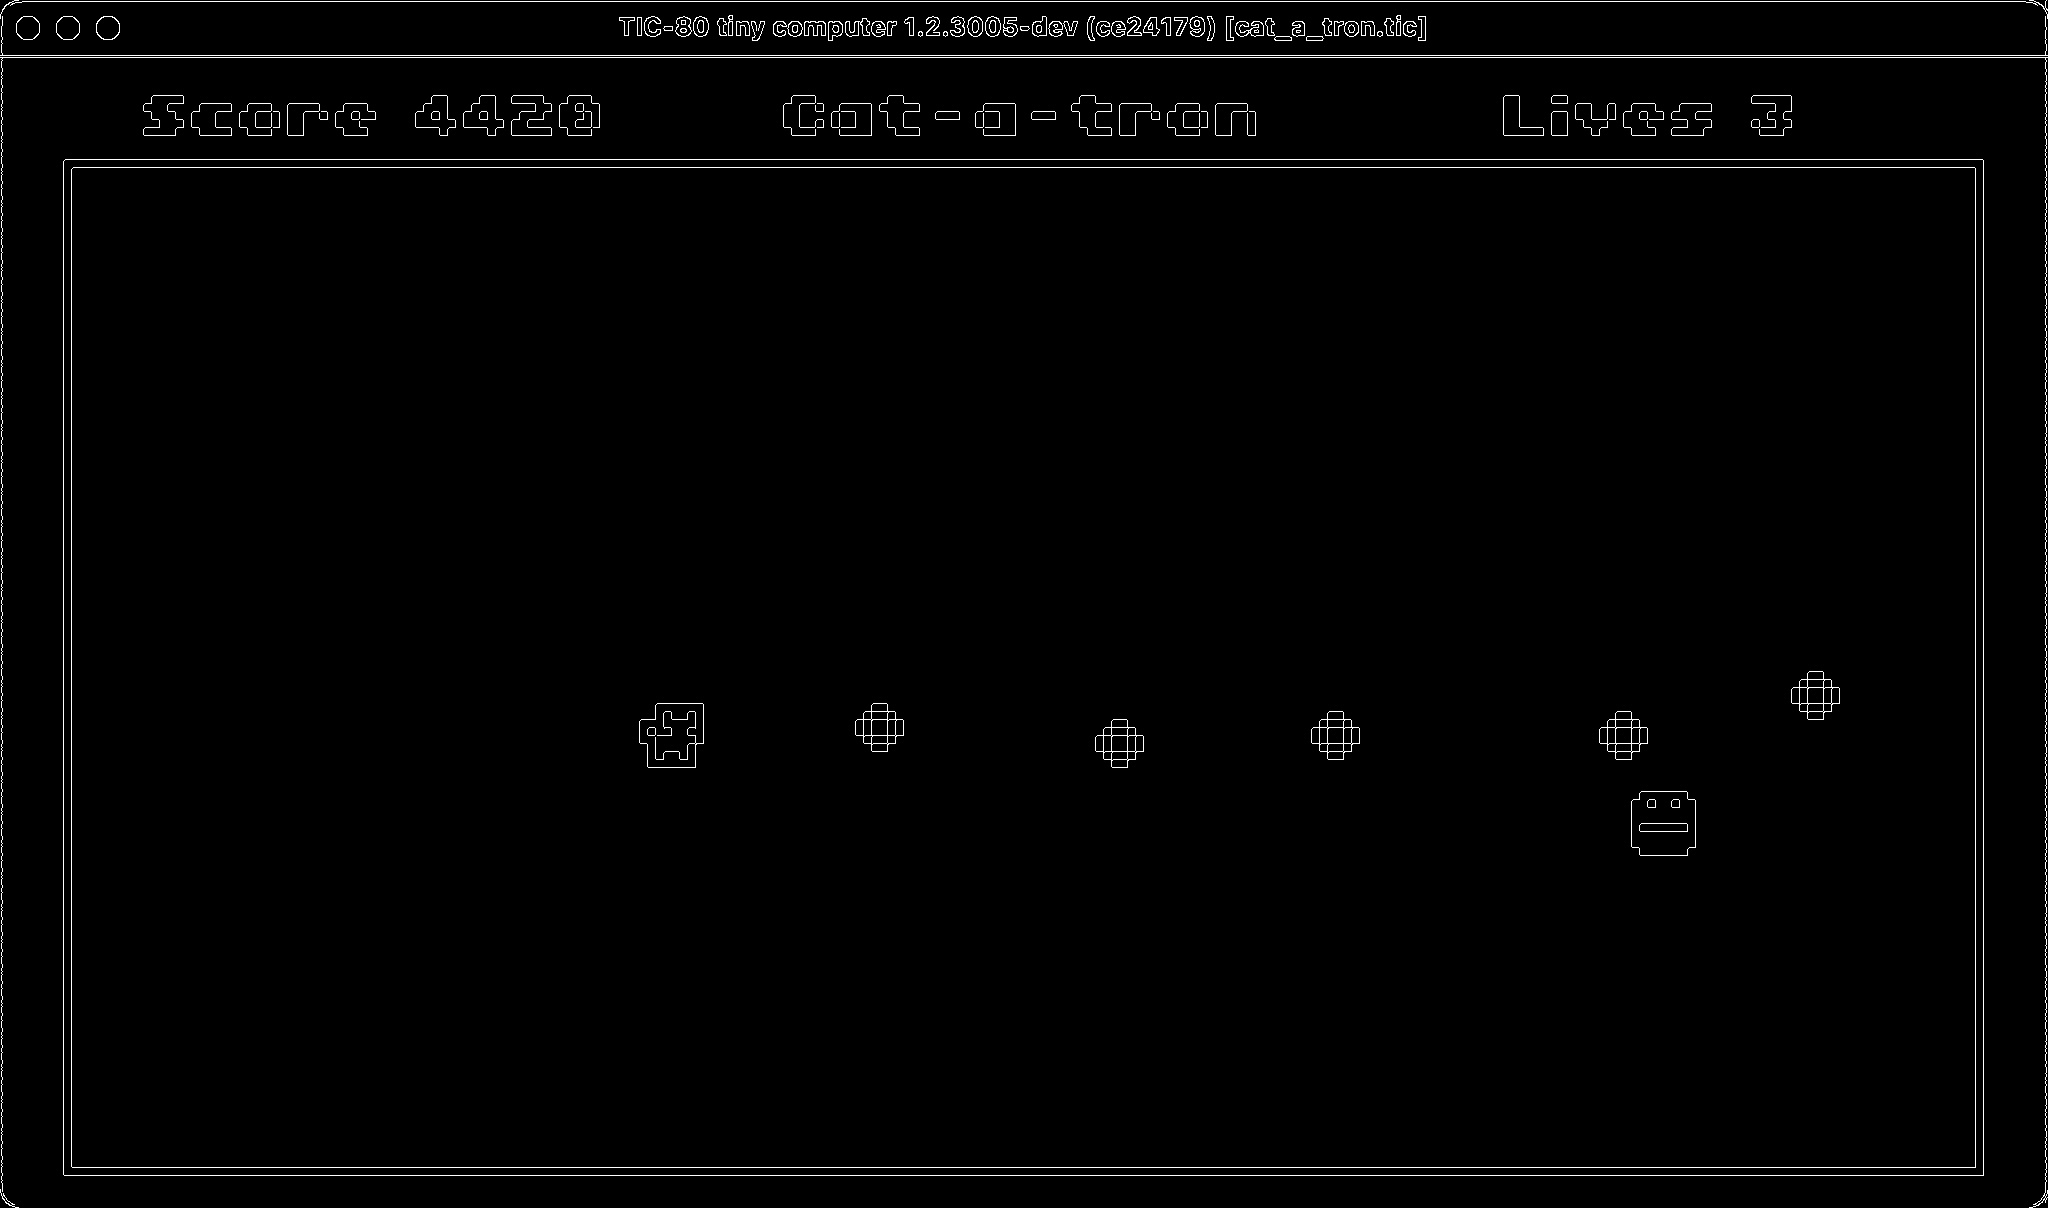 TIC-80 tiny computer 1.2.3005-dev (ce24179) [cat_a_tron.tic]
Score 4420 Cat-a-tron Lives 3